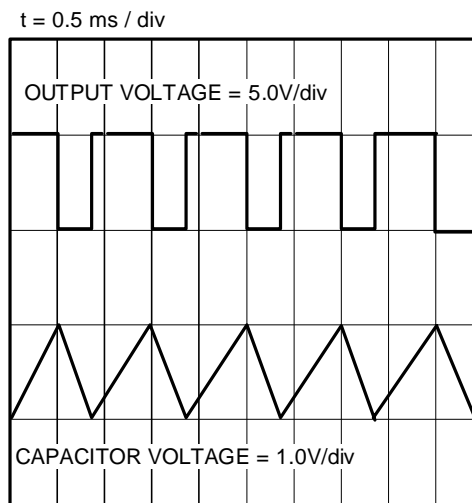 t = 0.5 ms / div
OUTPUT VOLTAGE = 5.0V/div
CAPACITOR VOLTAGE = 1.0V/div